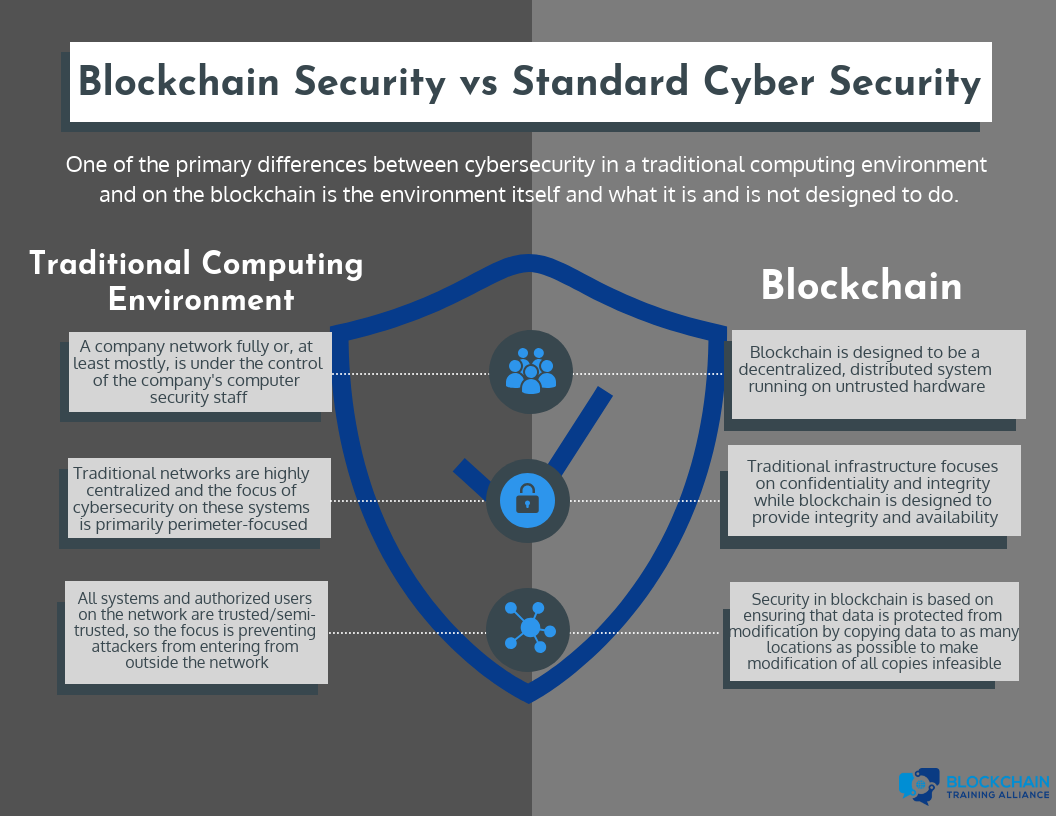 Blockchain Security vs Standard Cyber Security
One of the primary differences between cybersecurity in a traditional computing environment
and on the blockchain is the environment itself and what it is and is not designed to do.
Traditional Computing
Environment
A company network fully or, at
least mostly, is under the control
of the company's computer
security staff
Traditional networks are highly
centralized and the focus of
cybersecurity on these systems
is primarily perimeter-focused
All systems and authorized users
on the network are trusted/semi-
trusted, so the focus is preventing
attackers from entering from
outside the network
Blockchain
Blockchain is designed to be a
decentralized, distributed system
running on untrusted hardware
Traditional infrastructure focuses
on confidentiality and integrity
while blockchain is designed to
provide integrity and availability
Security in blockchain is based on
ensuring that data is protected from
modification by copying data to as many
locations as possible to make
modification of all copies infeasible
BLOCKCHAIN
TRAINING ALLIANCE